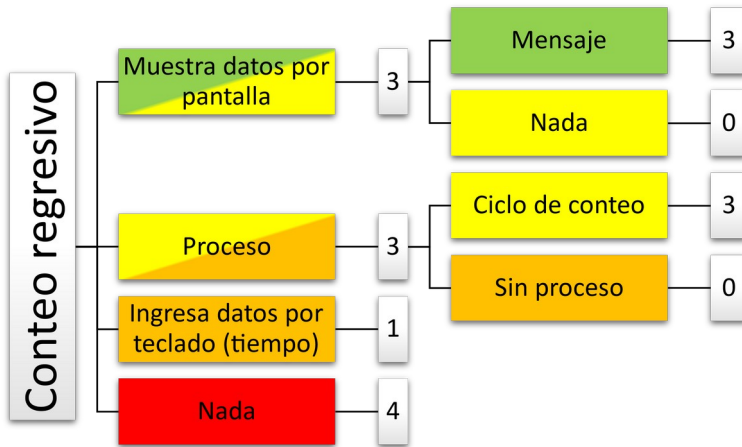 Conteo regresivo
Muestra datos por
pantalla
3
Mensaje
3
Nada
0
Proceso
3
Ciclo de conteo
3
Sin proceso
0
Ingresa datos por
teclado (tiempo)
1
Nada
4